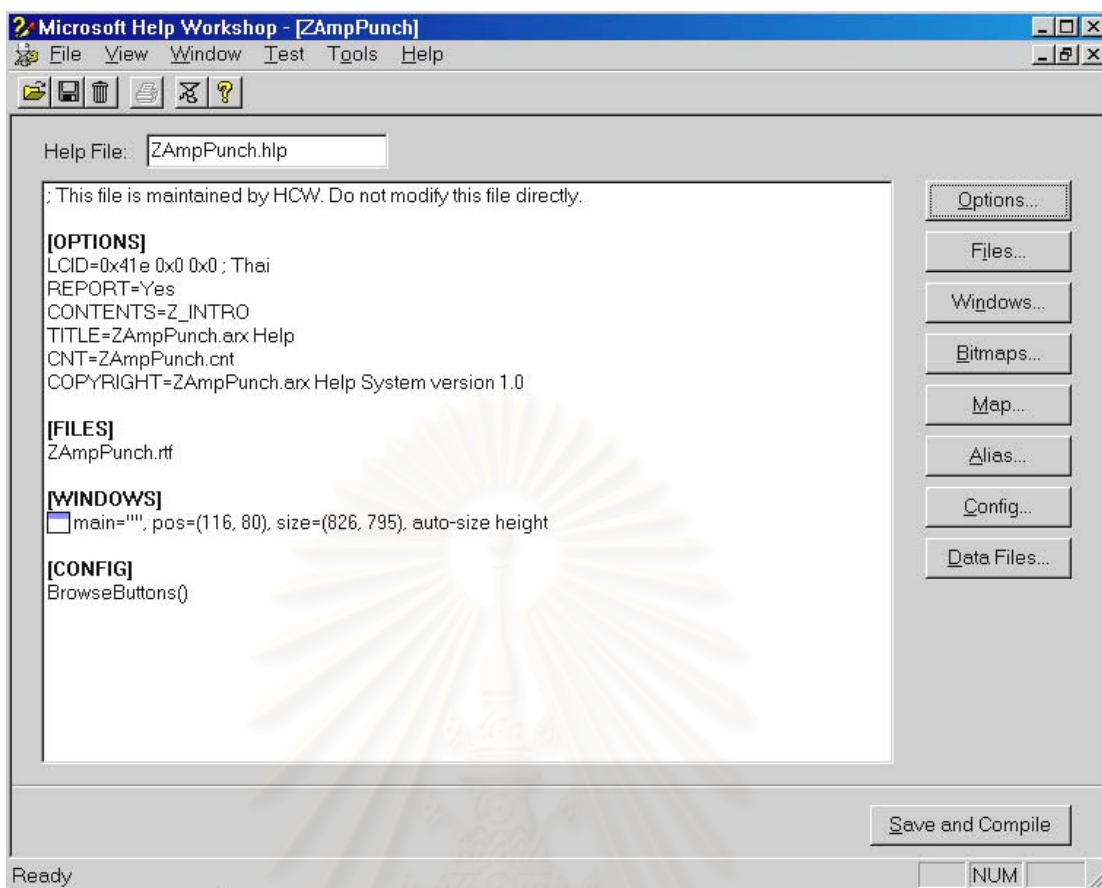 Microsoft Help Workshop - [ZAmpPunch]
File View Window Test Tools Help
Help File: ZAmpPunch.hlp
; This file is maintained by HCW. Do not modify this file directly.
[OPTIONS]
LCID=0x41e 0x0 0x0 ; Thai
REPORT=Yes
CONTENTS=Z_INTRO
TITLE=ZAmpPunch.arx Help
CNT=ZAmpPunch.cnt
COPYRIGHT=ZAmpPunch.arx Help System version 1.0
[FILES]
ZAmpPunch.rtf
[WINDOWS]
main="", pos=(116, 80), size=(826, 795), auto-size height
[CONFIG]
BrowseButtons()
Options...
Files...
Windows...
Bitmaps...
Map...
Alias...
Config...
Data Files...
Save and Compile
Ready
NUM